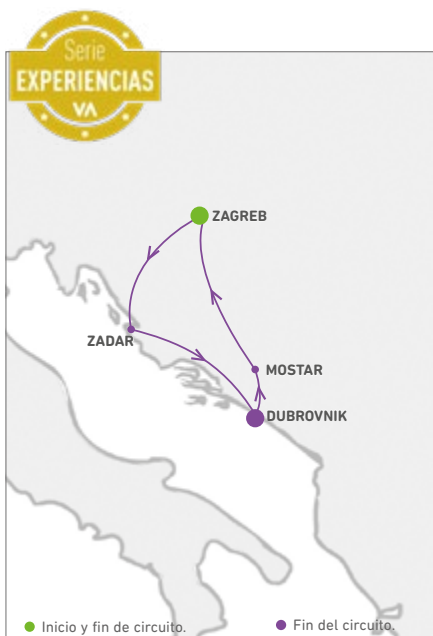 Serie
EXPERIENCIAS
VA
ZAGREB
ZADAR
MOSTAR
DUBROVNIK
Inicio y fin de circuito.
Fin del circuito.